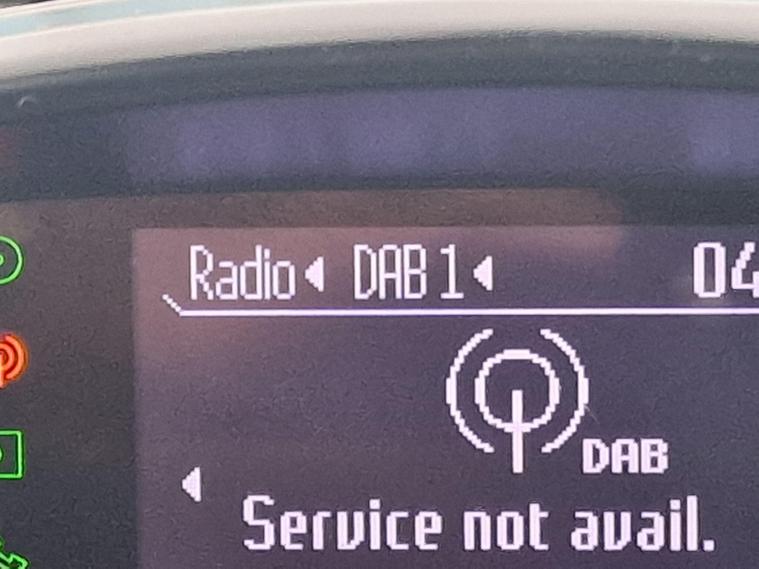 Radio DAB 1 04
DAB
Service not avail.